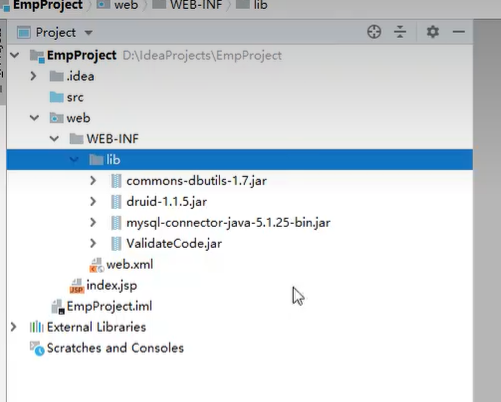 EmpProject web WEB-INF lib
Project
EmpProject D:\IdeaProjects\EmpProject
.idea
src
web
WEB-INF
lib
commons-dbutils-1.7.jar
druid-1.1.5.jar
mysql-connector-java-5.1.25-bin.jar
ValidateCode.jar
web.xml
JSP index.jsp
EmpProject.iml
External Libraries
Scratches and Consoles